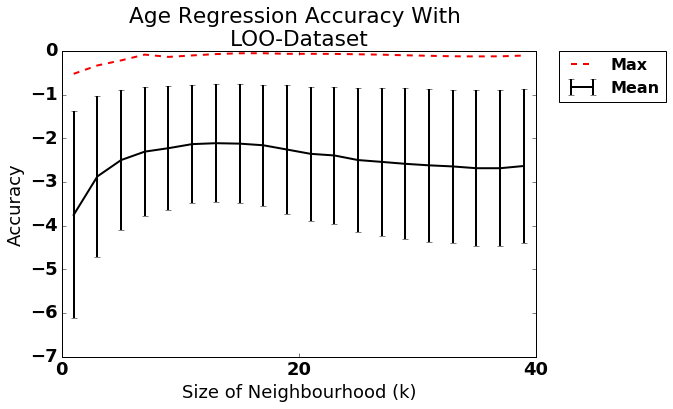 Age Regression Accuracy With
LOO-Dataset
Max
Mean
Accuracy
0
−1
−2
−3
−4
−5
−6
−7
0
20
40
Size of Neighbourhood (k)